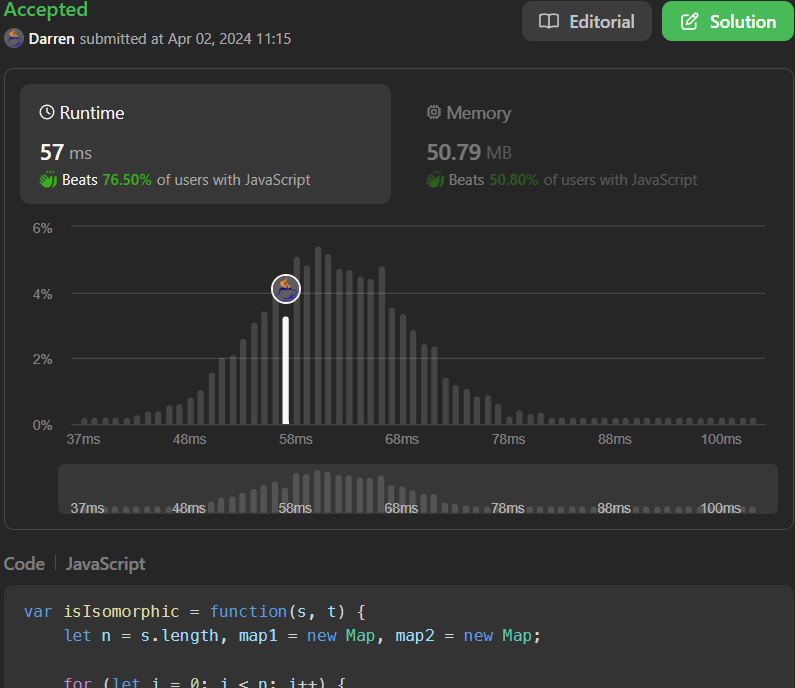 Accepted
Editorial
Solution
Darren submitted at Apr 02, 2024 11:15
Runtime
Memory
57 ms
50.79 MB
Beats 76.50% of users with JavaScript
Beats 50.80% of users with JavaScript
6%
4%
2%
0%
37ms 48ms 58ms 68ms 78ms 88ms 100ms
37ms 48ms 58ms 68ms 78ms 88ms 100ms
Code JavaScript
var isIsomorphic = function(s, t) {
let n = s.length, map1 = new Map, map2 = new Map;
for (let i = 0; i < n; i++) {